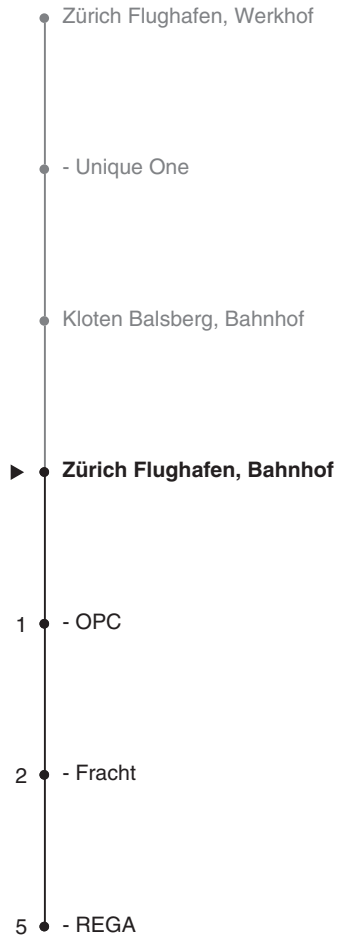 Zürich Flughafen, Werkhof
- Unique One
Kloten Balsberg, Bahnhof
Zürich Flughafen, Bahnhof
1 - OPC
2 - Fracht
5 - REGA